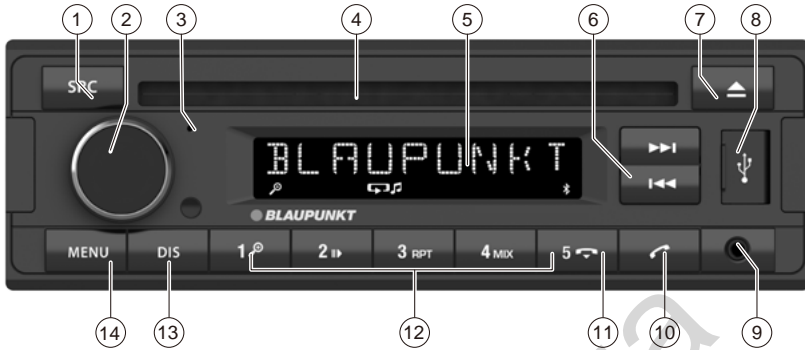 1 2 3 4 5 6 7 8
SRC
BLAUPUNKT
BLAUPUNKT
MENU DIS 1 2 3 RPT 4 MIX 5
14 13 12 11 10 9